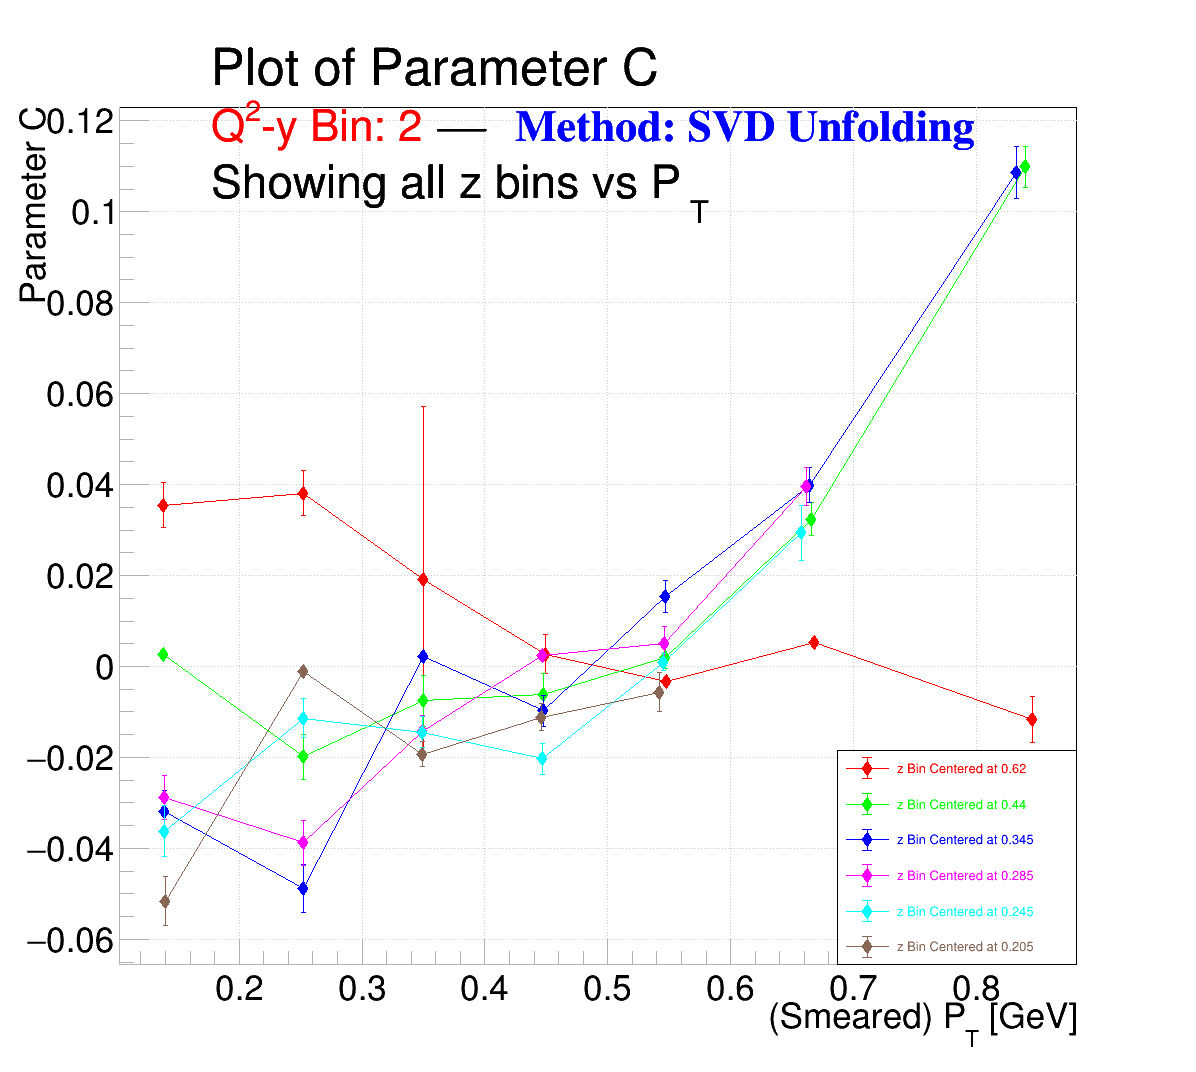 Plot of Parameter C
Q²-y Bin: 2 — Method: SVD Unfolding
Showing all z bins vs P_T
Parameter C
0.12
0.1
0.08
0.06
0.04
0.02
0
−0.02
−0.04
−0.06
z Bin Centered at 0.62
z Bin Centered at 0.44
z Bin Centered at 0.345
z Bin Centered at 0.285
z Bin Centered at 0.245
z Bin Centered at 0.205
0.2 0.3 0.4 0.5 0.6 0.7 0.8
(Smeared) P_T [GeV]